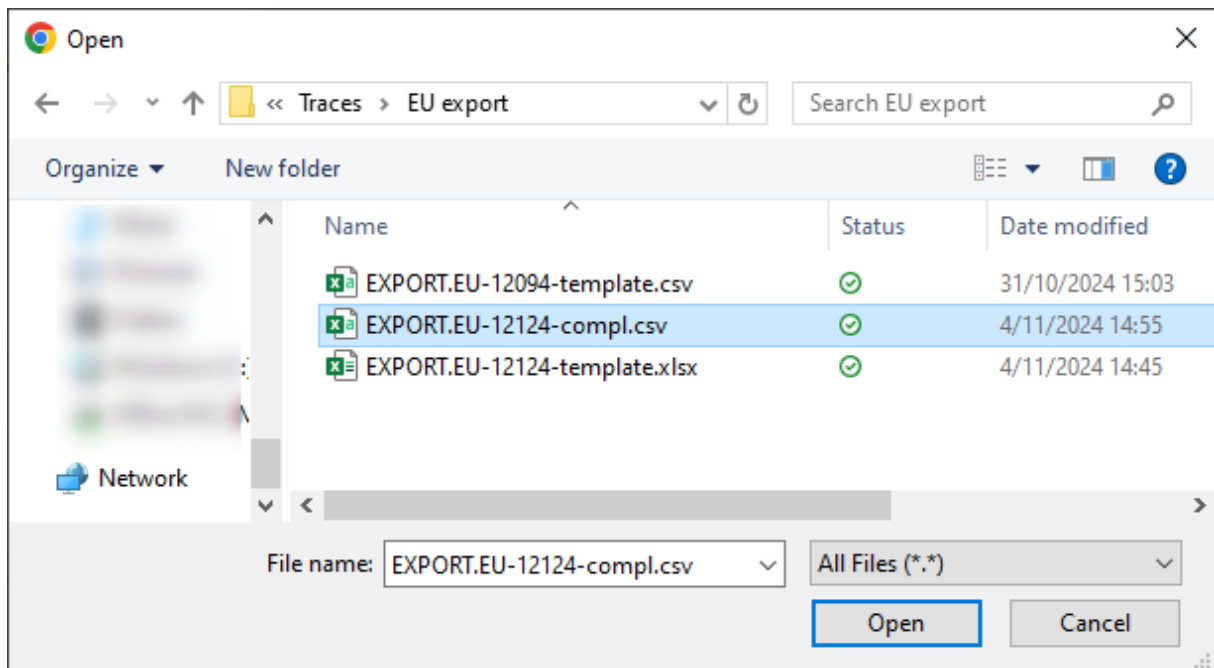 Open
« Traces > EU export
Search EU export
Organize
New folder
Name
Status
Date modified
EXPORT.EU-12094-template.csv
31/10/2024 15:03
EXPORT.EU-12124-compl.csv
4/11/2024 14:55
EXPORT.EU-12124-template.xlsx
4/11/2024 14:45
Network
File name:
EXPORT.EU-12124-compl.csv
All Files (*.*)
Open
Cancel